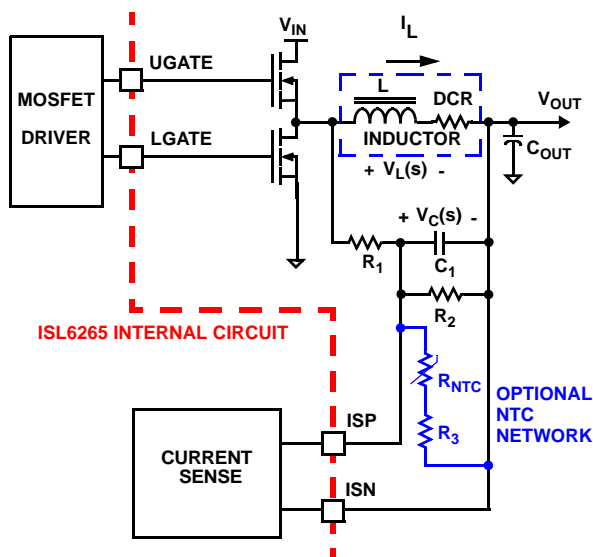 V_IN
I_L
UGATE
L
DCR
V_OUT
MOSFET
DRIVER
LGATE
INDUCTOR
C_OUT
+ V_L(s) -
+ V_C(s) -
R_1
C_1
R_2
ISL6265 INTERNAL CIRCUIT
R_NTC
OPTIONAL
NTC
NETWORK
R_3
ISP
CURRENT
SENSE
ISN